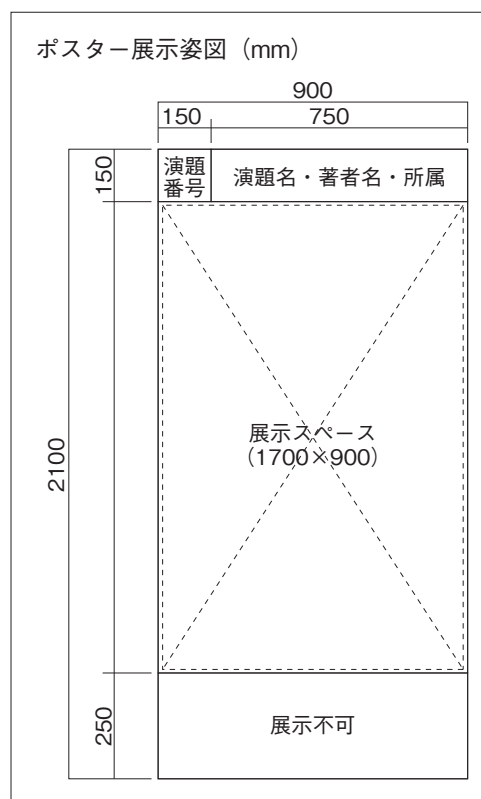 ポスター展示姿図（mm）
900
150
750
150
演題
番号
演題名・著者名・所属
2100
展示スペース
（1700×900）
250
展示不可